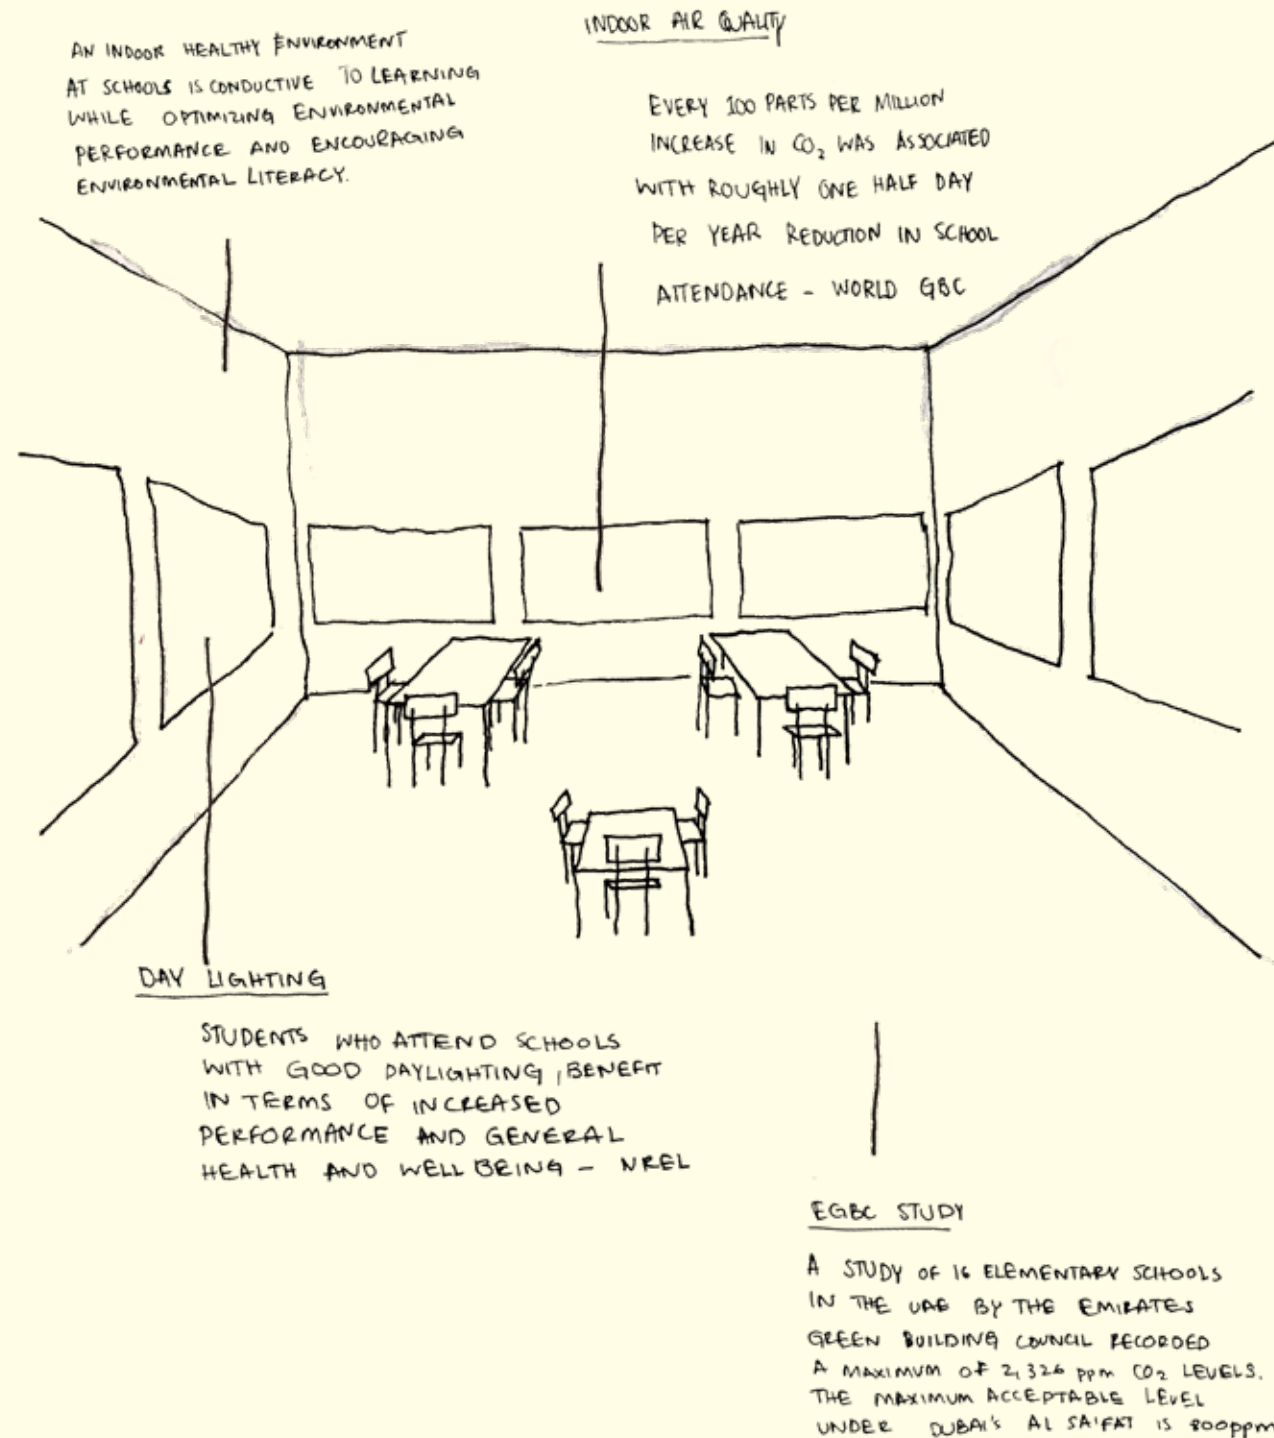 AN INDOOR HEALTHY ENVIRONMENT
AT SCHOOLS IS CONDUCTIVE TO LEARNING
WHILE OPTIMIZING ENVIRONMENTAL
PERFORMANCE AND ENCOURAGING
ENVIRONMENTAL LITERACY.
INDOOR AIR QUALITY
EVERY 100 PARTS PER MILLION
INCREASE IN CO₂ WAS ASSOCIATED
WITH ROUGHLY ONE HALF DAY
PER YEAR REDUCTION IN SCHOOL
ATTENDANCE - WORLD GBC
DAY LIGHTING
STUDENTS WHO ATTEND SCHOOLS
WITH GOOD DAYLIGHTING, BENEFIT
IN TERMS OF INCREASED
PERFORMANCE AND GENERAL
HEALTH AND WELL BEING - NREL
EGBC STUDY
A STUDY OF 16 ELEMENTARY SCHOOLS
IN THE UAE BY THE EMIRATES
GREEN BUILDING COUNCIL RECORDED
A MAXIMUM OF 2,326 ppm CO₂ LEVELS.
THE MAXIMUM ACCEPTABLE LEVEL
UNDER DUBAI'S AL SA'FAT IS 800ppm